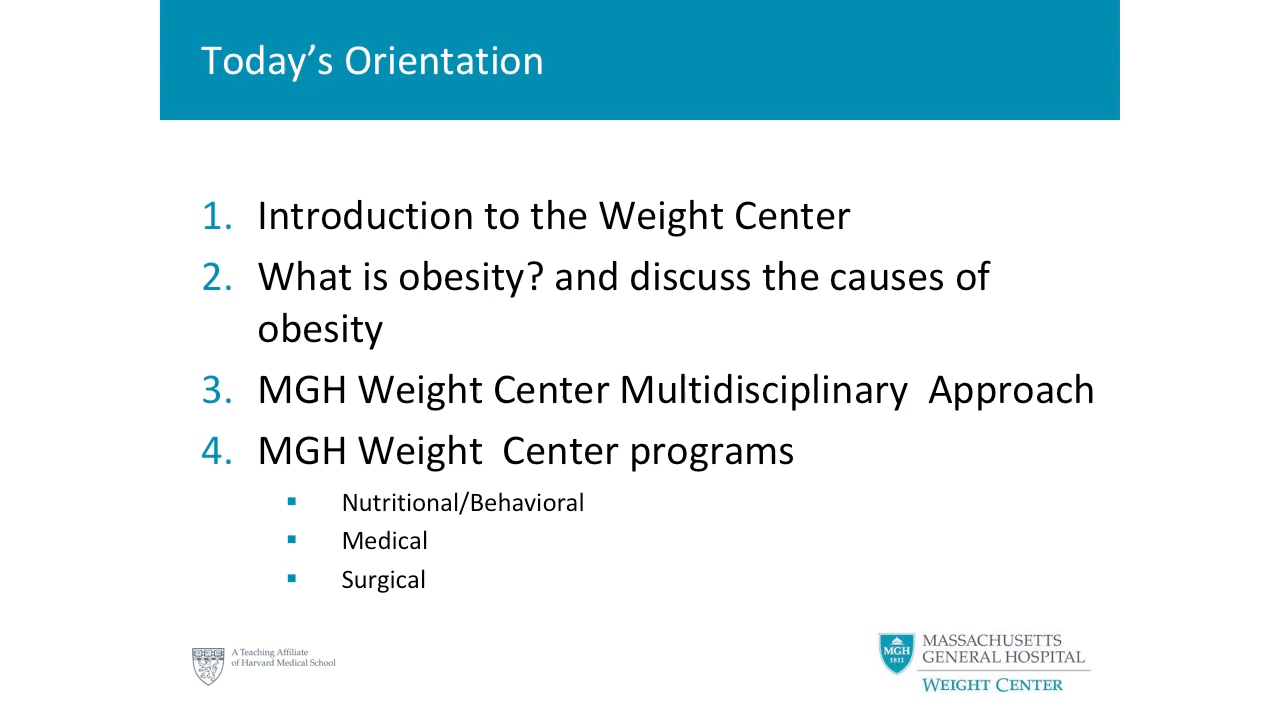 Today’s Orientation
1. Introduction to the Weight Center
2. What is obesity? and discuss the causes of
obesity
3. MGH Weight Center Multidisciplinary  Approach
4. MGH Weight  Center programs
▪ Nutritional/Behavioral
▪ Medical
▪ Surgical
A Teaching Affiliate
of Harvard Medical School
MGH
1811
MASSACHUSETTS
GENERAL HOSPITAL
WEIGHT CENTER